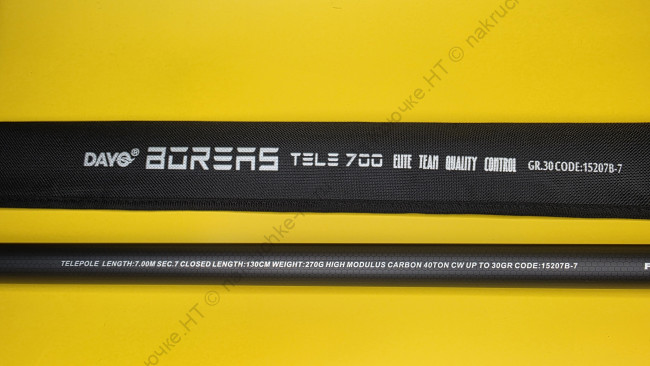 DAVO® BOREAS TELE 700 ELITE TEAM QUALITY CONTROL GR.30 CODE:15207B-7
TELEPOLE LENGTH:7.00M SEC.7 CLOSED LENGTH:130CM WEIGHT:270G HIGH MODULUS CARBON 40TON CW UP TO 30GR CODE:15207B-7